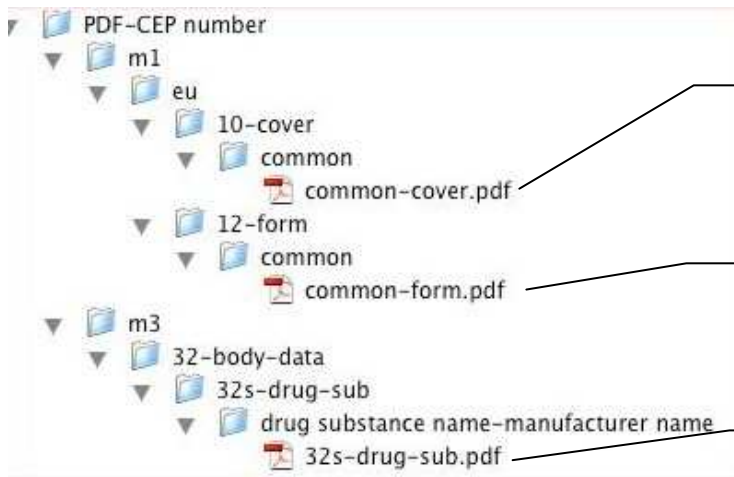 PDF-CEP number
m1
eu
10-cover
common
common-cover.pdf
12-form
common
common-form.pdf
m3
32-body-data
32s-drug-sub
drug substance name-manufacturer name
32s-drug-sub.pdf